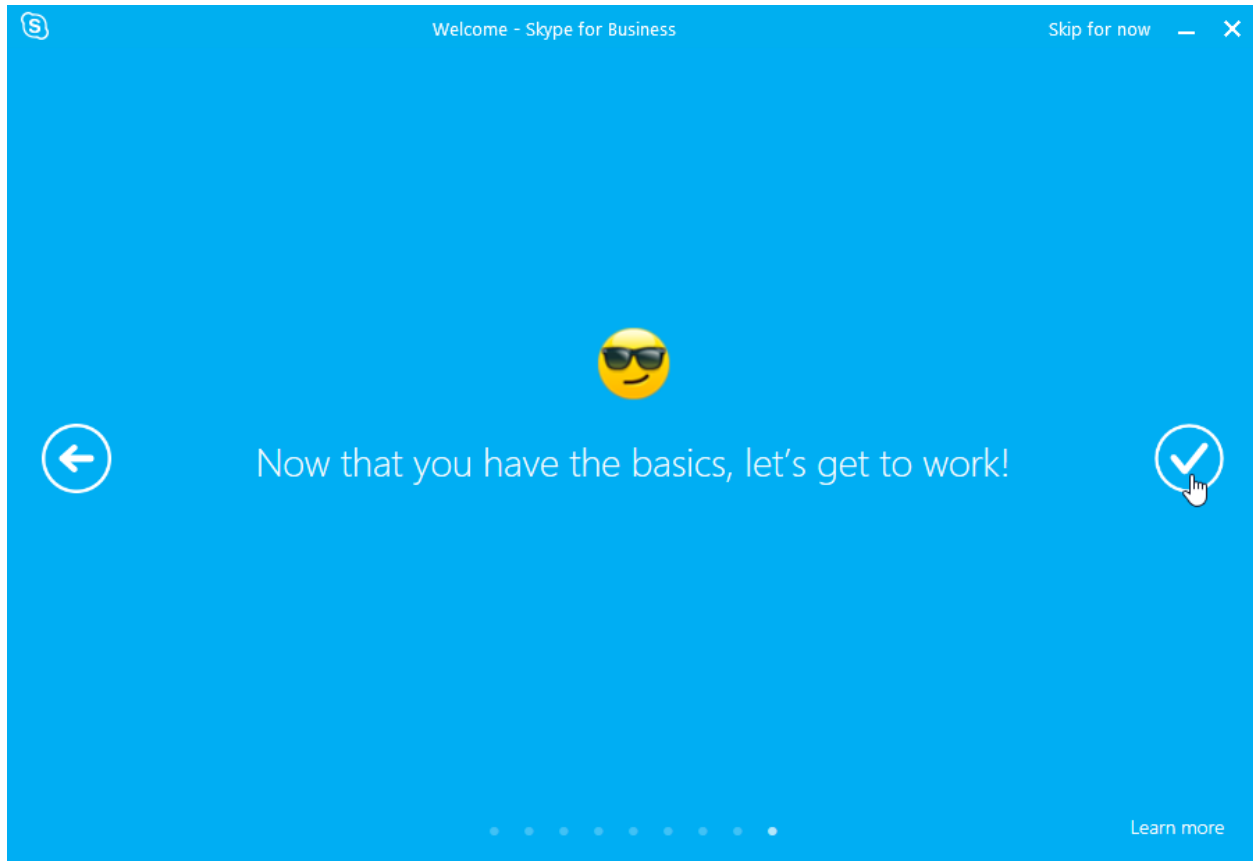 Welcome - Skype for Business
Skip for now
Now that you have the basics, let's get to work!
Learn more